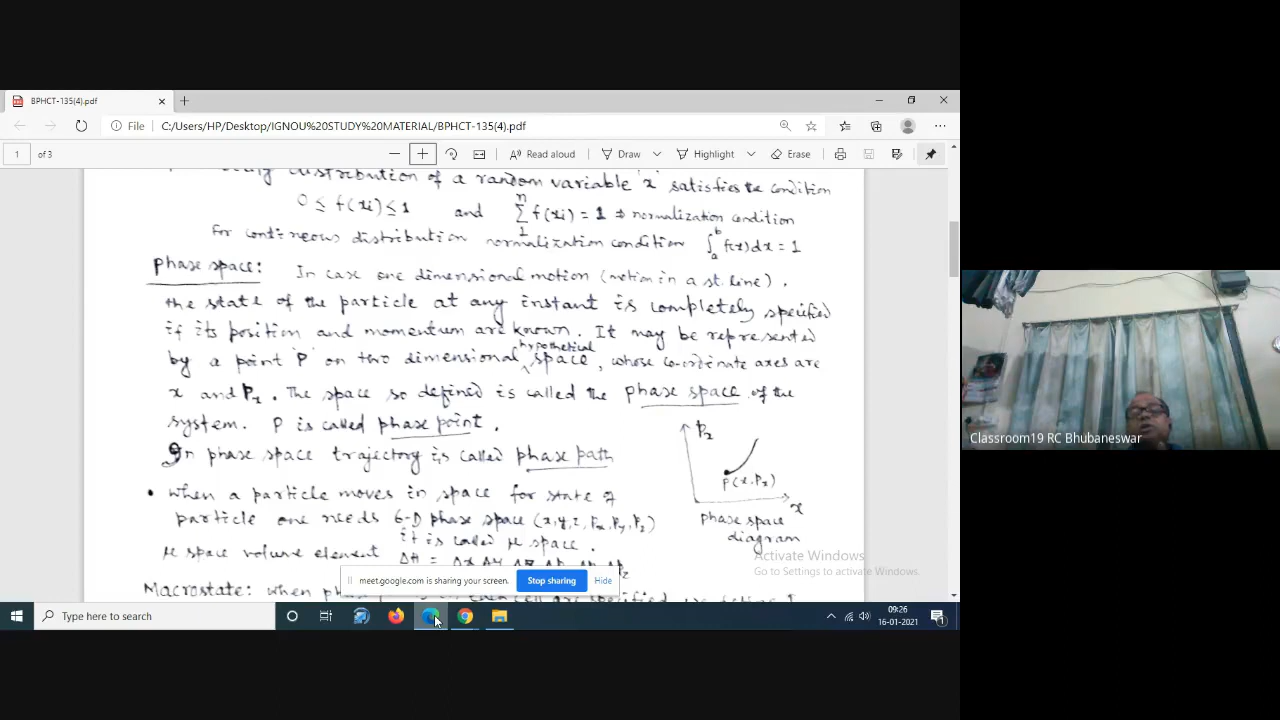 BPHCT-135(4).pdf
File C:/Users/HP/Desktop/IGNOU%20STUDY%20MATERIAL/BPHCT-135(4).pdf
1 of 3 Read aloud Draw Highlight Erase
distribution of a random variable 'x' satisfies the condition
0 ≤ f(xi) ≤ 1 and n∑1 f(xi) = 1 ⇒ normalization condition
For continuous distribution normalization condition ∫ab f(x)dx = 1
Phase space: In case one dimensional motion (motion in a st. line),
the state of the particle at any instant is completely specified
if its position and momentum are known. It may be represented
by a point 'P' on two dimensional ^hypothetical space, whose coordinate axes are
x and Px. The space so defined is called the phase space of the
system. P is called phase point.
In phase space trajectory is called phase path
• When a particle moves in space for state of
particle one needs 6-D phase space (x,y,z,Px,Py,Pz)
it is called μ space.
μ space volume element
Macrostate: when
are specified
Px
P(x,Px)
x
phase space
diagram
Activate Windows
Go to Settings to activate Windows.
meet.google.com is sharing your screen. Stop sharing Hide
Type here to search
09:26
16-01-2021
1
Classroom19 RC Bhubaneswar